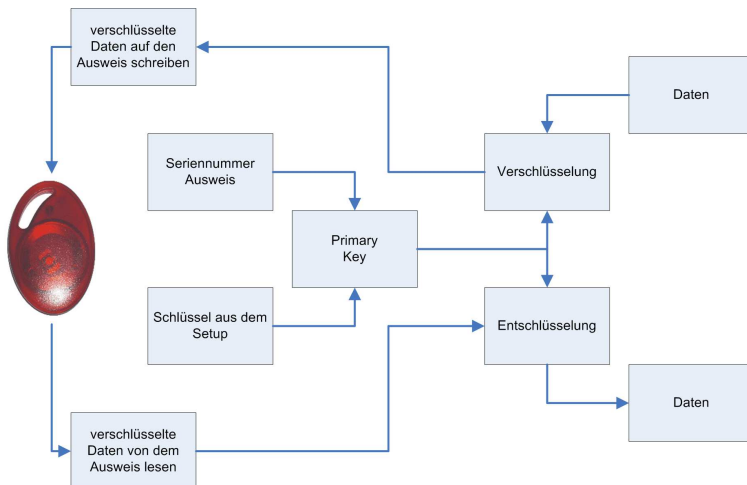 verschlüsselte
Daten auf den
Ausweis schreiben
Daten
Seriennummer
Ausweis
Verschlüsselung
Primary
Key
Schlüssel aus dem
Setup
Entschlüsselung
Daten
verschlüsselte
Daten von dem
Ausweis lesen